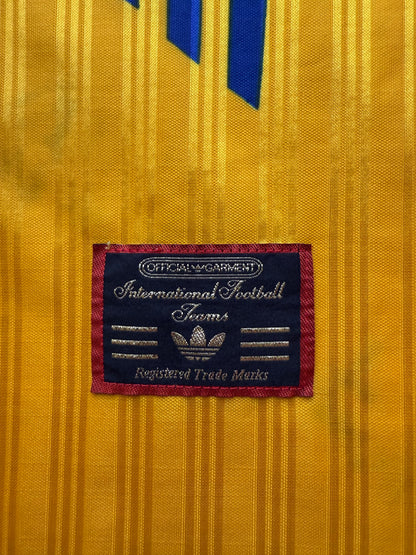 OFFICIAL GARMENT
International Football
Teams
Registered Trade Marks